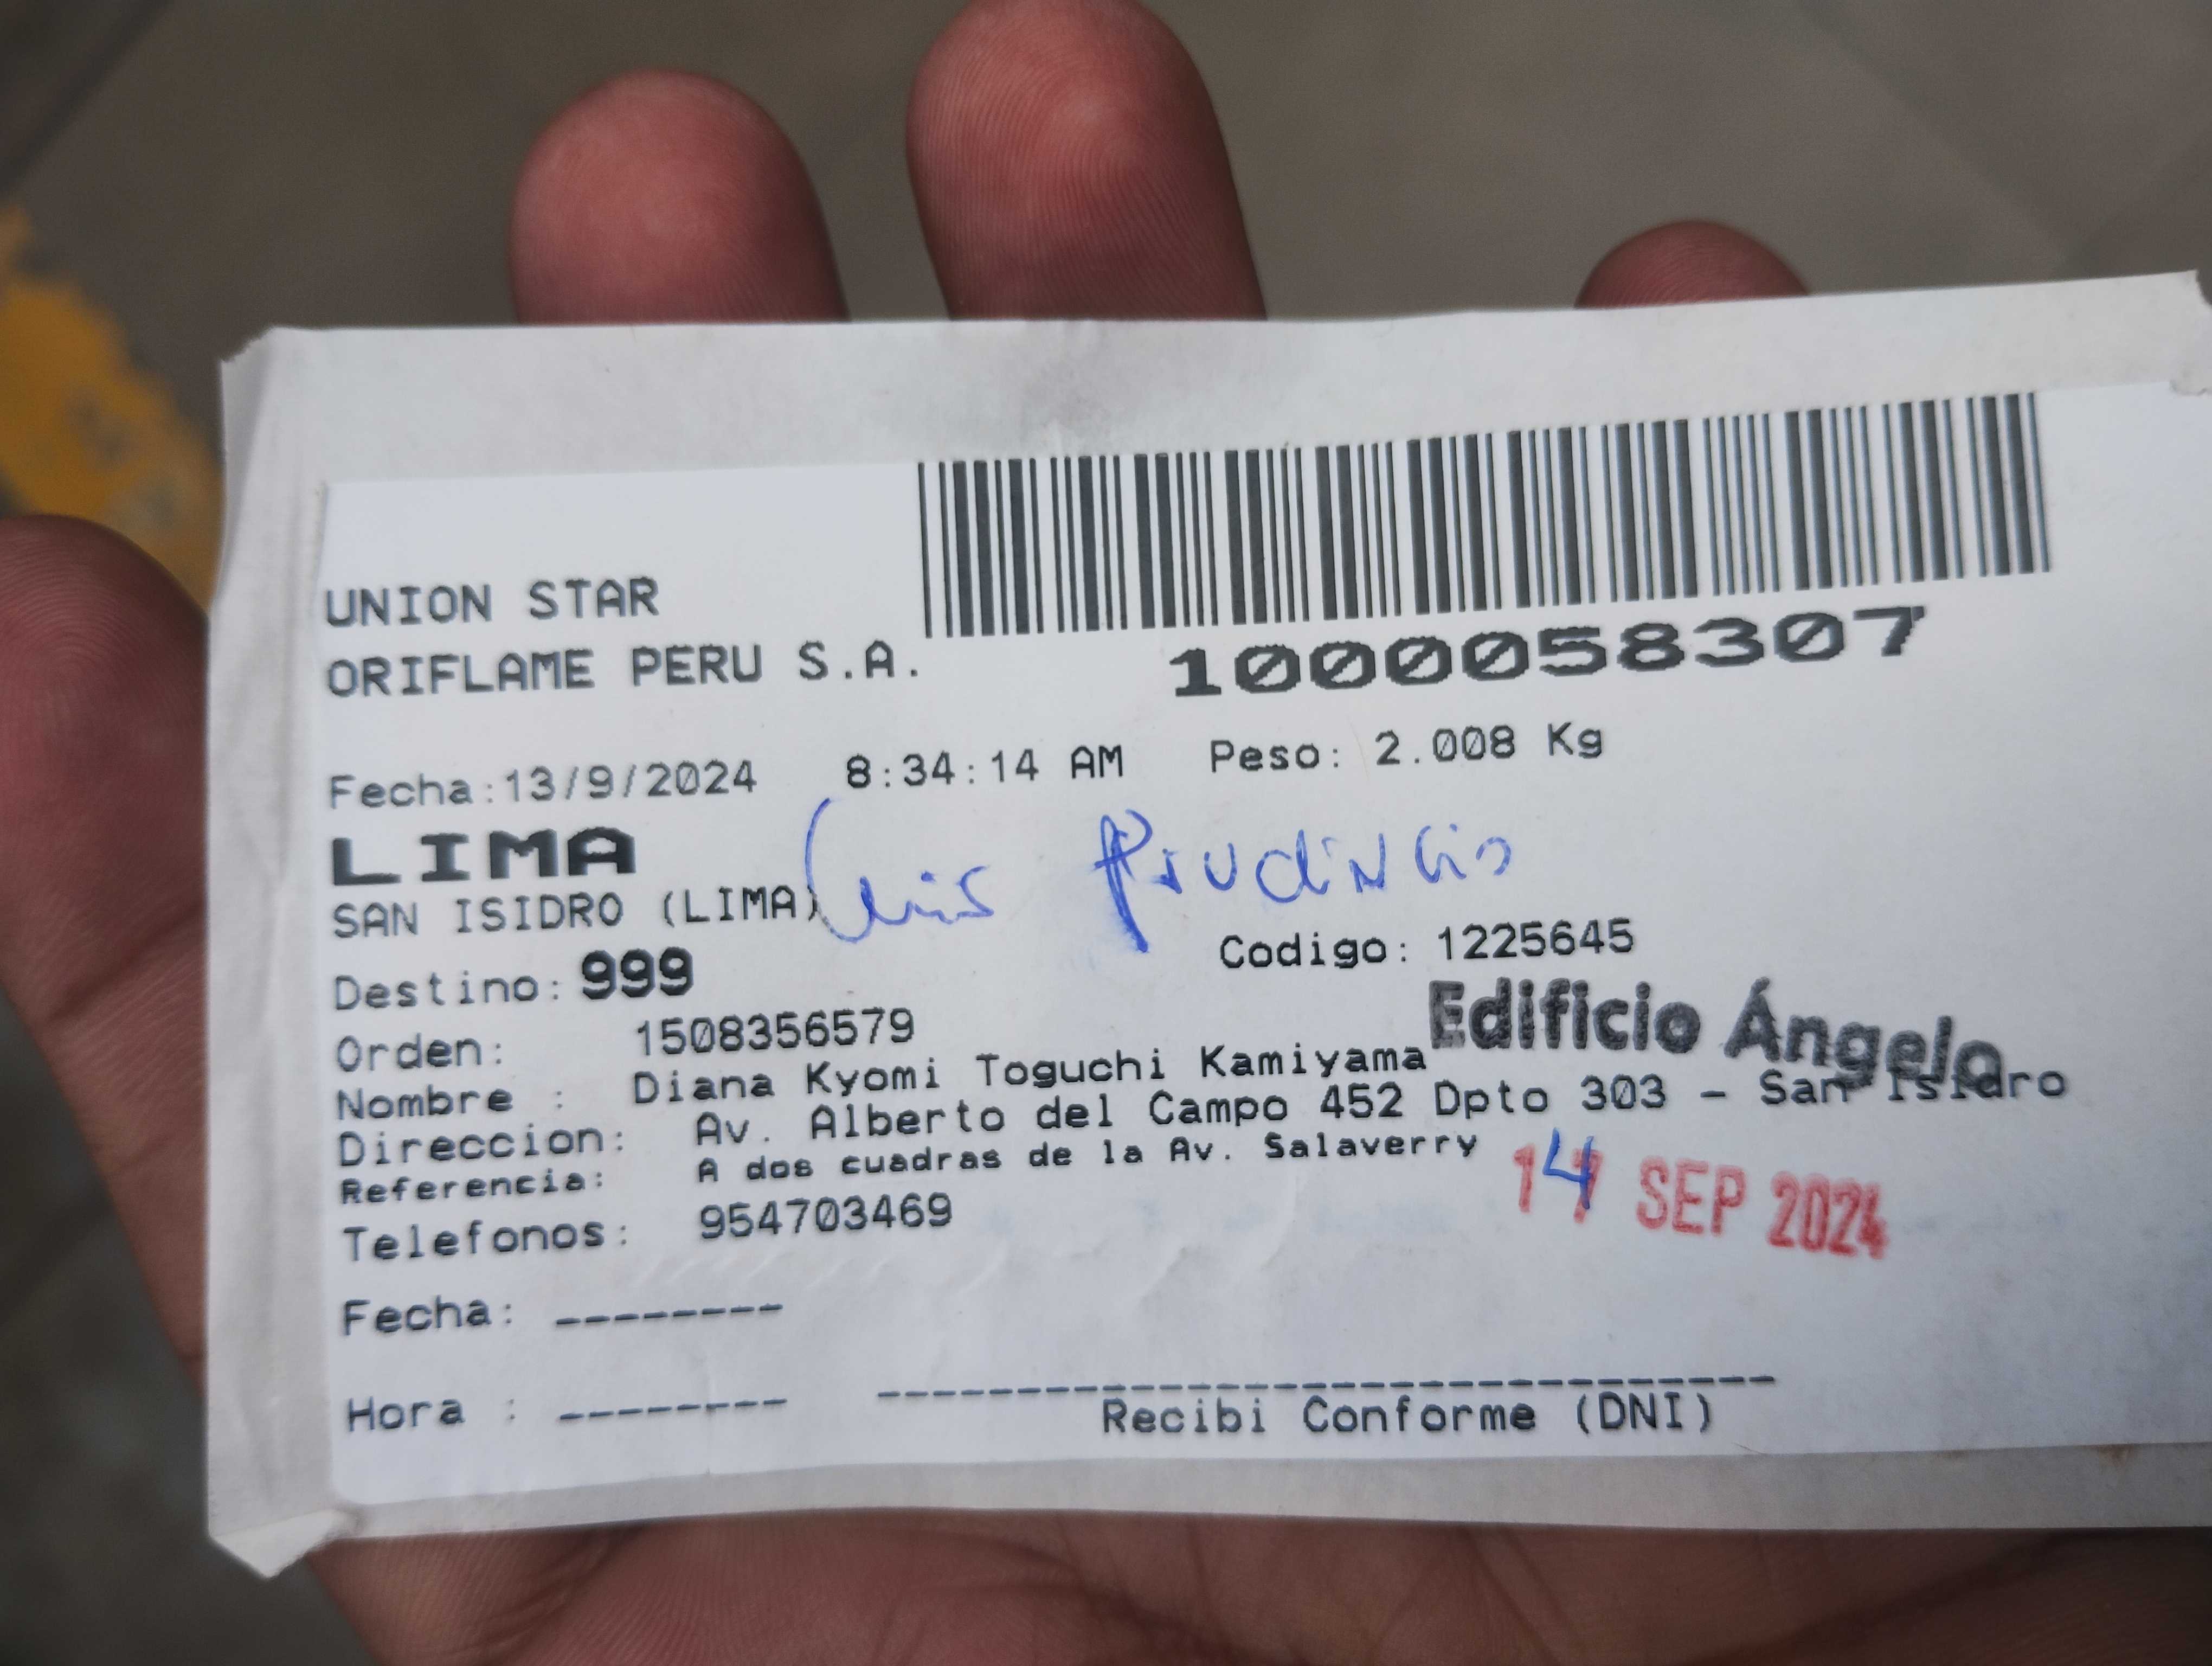 UNION STAR
ORIFLAME PERU S.A.
1000058307
Fecha:13/9/2024 8:34:14 AM Peso: 2.008 Kg
LIMA
SAN ISIDRO (LIMA)
Luis Prudincio
Destino: 999 Codigo: 1225645
Edificio Ángela
Orden: 1508356579
Nombre : Diana Kyomi Toguchi Kamiyama
Direccion: Av. Alberto del Campo 452 Dpto 303 - San Isidro
Referencia: A dos cuadras de la Av. Salaverry
14 SEP 2024
Telefonos: 954703469
Fecha: --------
Hora : --------
Recibi Conforme (DNI)